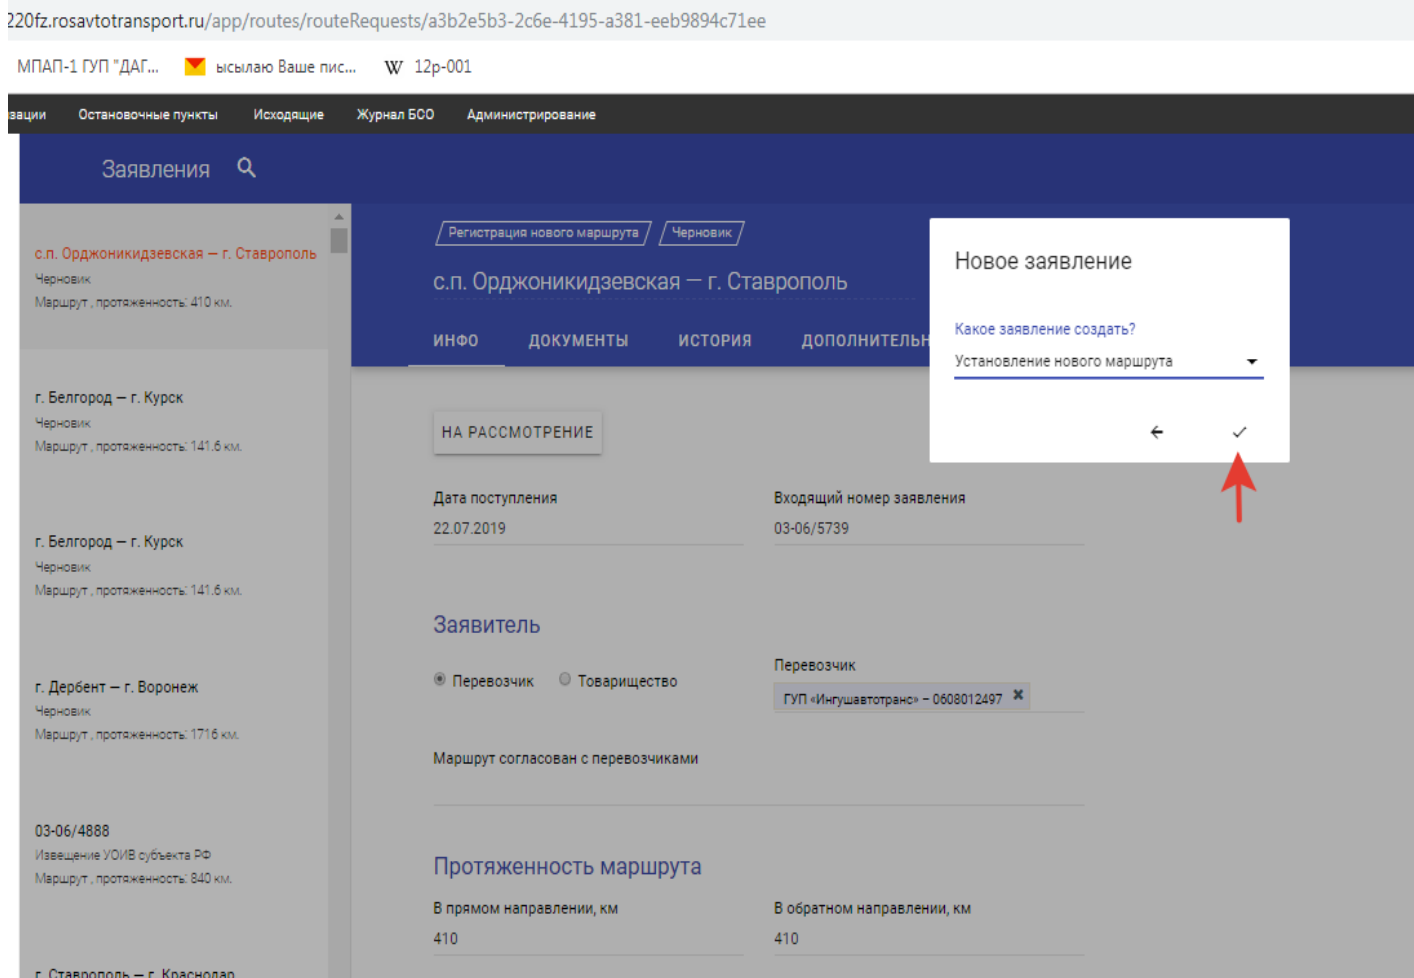 220fz.rosavtotransport.ru/app/routes/routeRequests/a3b2e5b3-2c6e-4195-a381-eeb9894c71ee
МПАП-1 ГУП "ДАГ... ысылаю Ваше пис... W 12р-001
зации Остановочные пункты Исходящие Журнал БСО Администрирование
Заявления
с.п. Орджоникидзевская — г. Ставрополь
Черновик
Маршрут , протяженность: 410 км.
г. Белгород — г. Курск
Черновик
Маршрут , протяженность: 141.6 км.
г. Белгород — г. Курск
Черновик
Маршрут , протяженность: 141.6 км.
г. Дербент — г. Воронеж
Черновик
Маршрут , протяженность: 1716 км.
03-06/4888
Извещение УОИВ субъекта РФ
Маршрут , протяженность: 840 км.
г. Ставрополь — г. Краснодар
Регистрация нового маршрута Черновик
с.п. Орджоникидзевская — г. Ставрополь
ИНФО ДОКУМЕНТЫ ИСТОРИЯ ДОПОЛНИТЕЛЬН
Новое заявление
Какое заявление создать?
Установление нового маршрута
НА РАССМОТРЕНИЕ
Дата поступления Входящий номер заявления
22.07.2019 03-06/5739
Заявитель
Перевозчик Товарищество
Перевозчик
ГУП «Ингушавтотранс» – 0608012497
Маршрут согласован с перевозчиками
Протяженность маршрута
В прямом направлении, км В обратном направлении, км
410 410